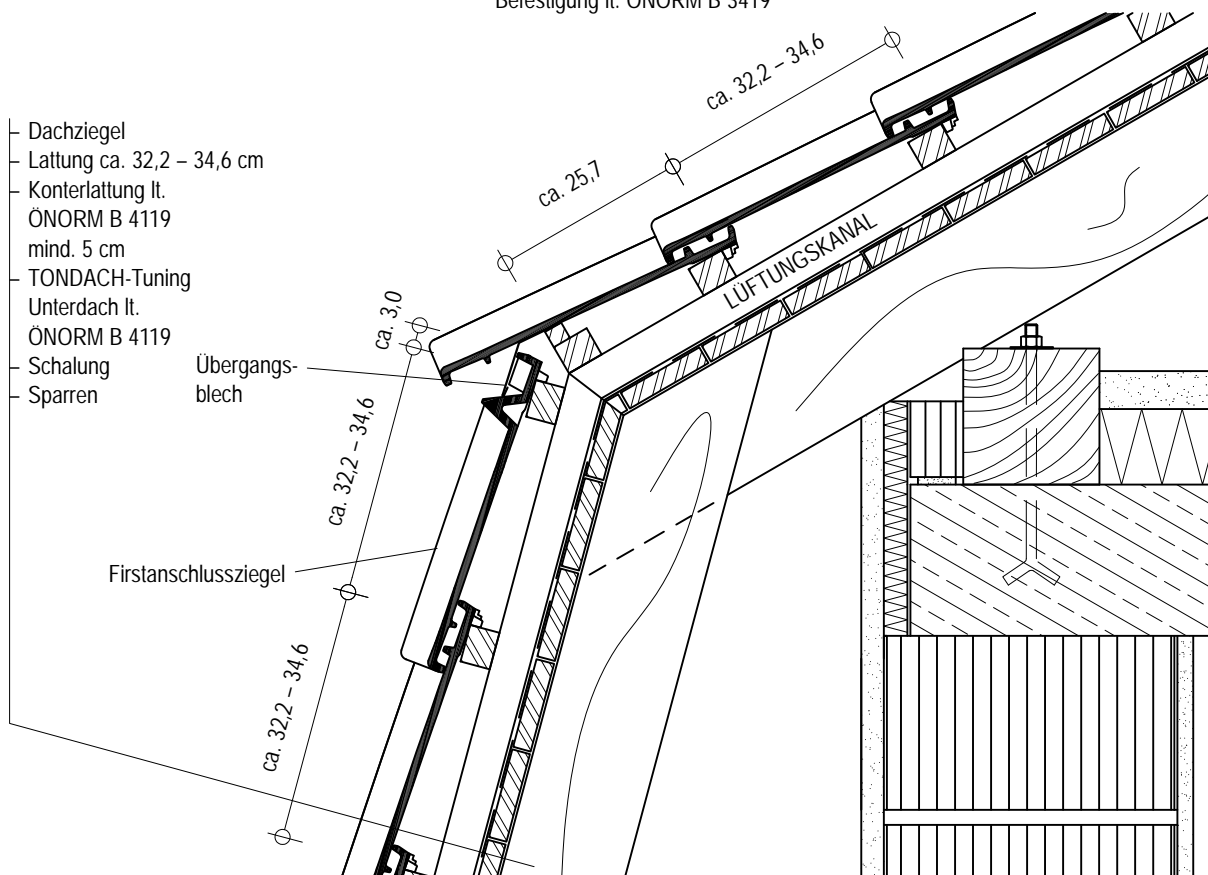 Befestigung lt. ÖNORM B 3419
ca. 32,2 – 34,6
ca. 25,7
– Dachziegel
– Lattung ca. 32,2 – 34,6 cm
– Konterlattung lt.
ÖNORM B 4119
mind. 5 cm
– TONDACH-Tuning
Unterdach lt.
ÖNORM B 4119
– Schalung
– Sparren
Übergangs-
blech
LÜFTUNGSKANAL
ca. 3,0
ca. 32,2 – 34,6
Firstanschlussziegel
ca. 32,2 – 34,6